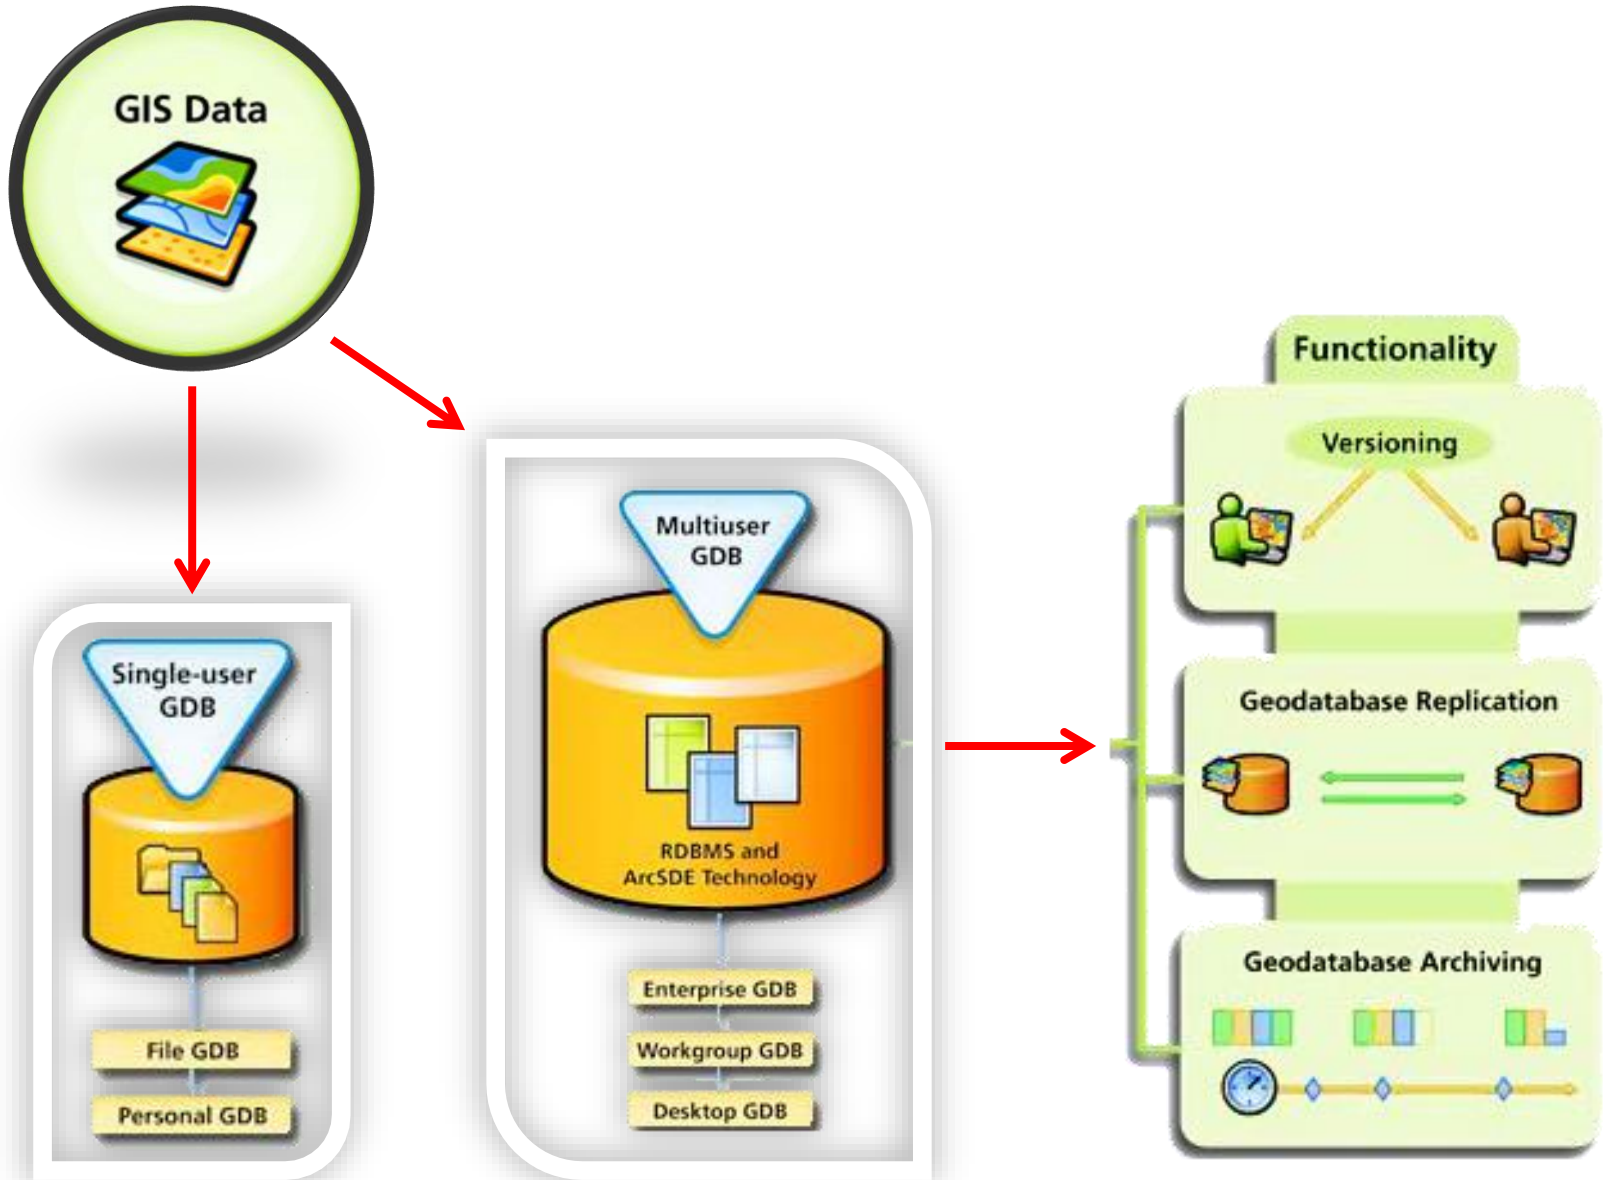 GIS Data
Single-user
GDB
File GDB
Personal GDB
Multiuser
GDB
RDBMS and
ArcSDE Technology
Enterprise GDB
Workgroup GDB
Desktop GDB
Functionality
Versioning
Geodatabase Replication
Geodatabase Archiving